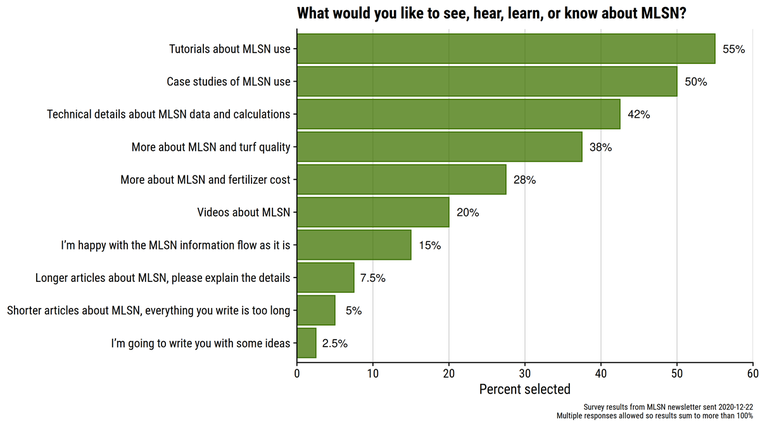 What would you like to see, hear, learn, or know about MLSN?
Tutorials about MLSN use 55%
Case studies of MLSN use 50%
Technical details about MLSN data and calculations 42%
More about MLSN and turf quality 38%
More about MLSN and fertilizer cost 28%
Videos about MLSN 20%
I'm happy with the MLSN information flow as it is 15%
Longer articles about MLSN, please explain the details 7.5%
Shorter articles about MLSN, everything you write is too long 5%
I'm going to write you with some ideas 2.5%
0 10 20 30 40 50 60
Percent selected
Survey results from MLSN newsletter sent 2020-12-22
Multiple responses allowed so results sum to more than 100%